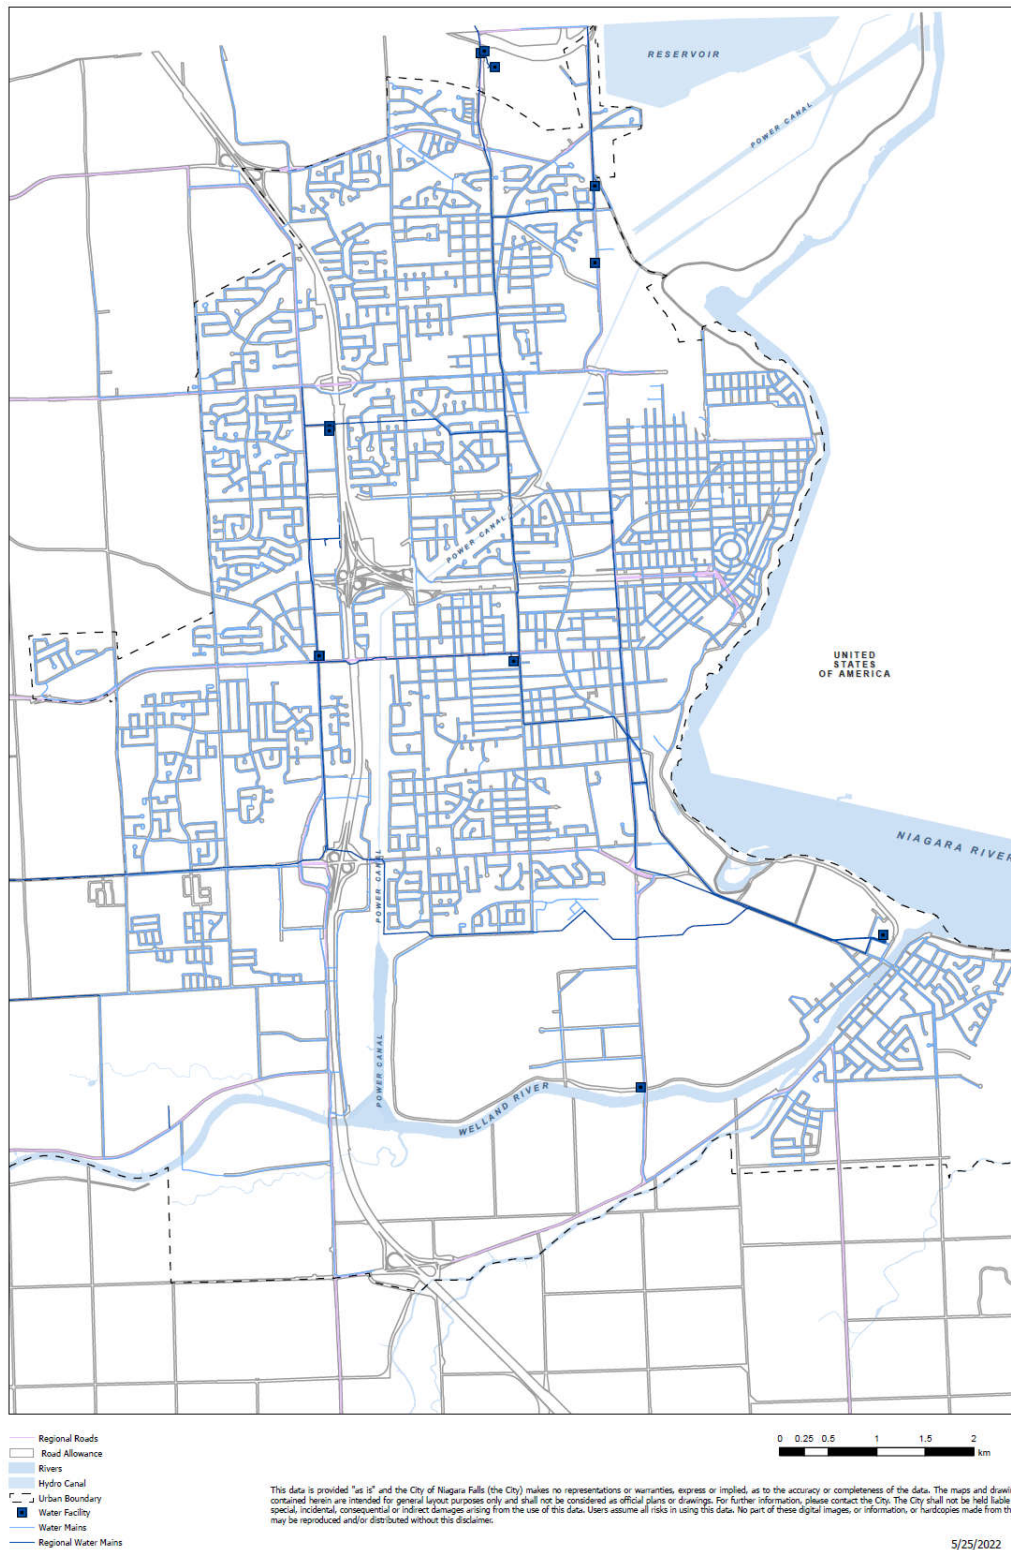 RESERVOIR
POWER CANAL
POWER CANAL
UNITED
STATES
OF AMERICA
NIAGARA RIVER
POWER CANAL
POWER CANAL
WELLAND RIVER
Regional Roads
Road Allowance
Rivers
Hydro Canal
Urban Boundary
Water Facility
Water Mains
Regional Water Mains
0 0.25 0.5 1 1.5 2
km
This data is provided "as is" and the City of Niagara Falls (the City) makes no representations or warranties, express or implied, as to the accuracy or completeness of the data. The maps and drawi
contained herein are intended for general layout purposes only and shall not be considered as official plans or drawings. For further information, please contact the City. The City shall not be held liable
special, incidental, consequential or indirect damages arising from the use of this data. Users assume all risks in using this data. No part of these digital images, or information, or hardcopies made from th
may be reproduced and/or distributed without this disclaimer.
5/25/2022